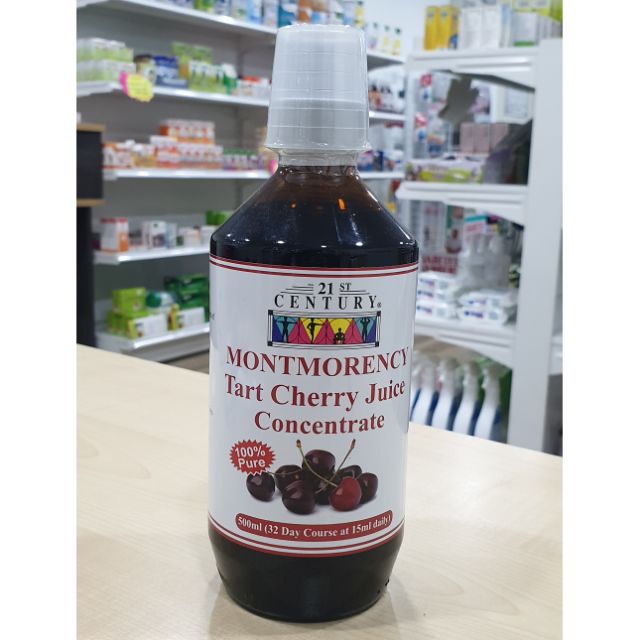 21 ST
CENTURY®
MONTMORENCY
Tart Cherry Juice
Concentrate
100%
Pure
500ml (32 Day Course at 15ml daily)